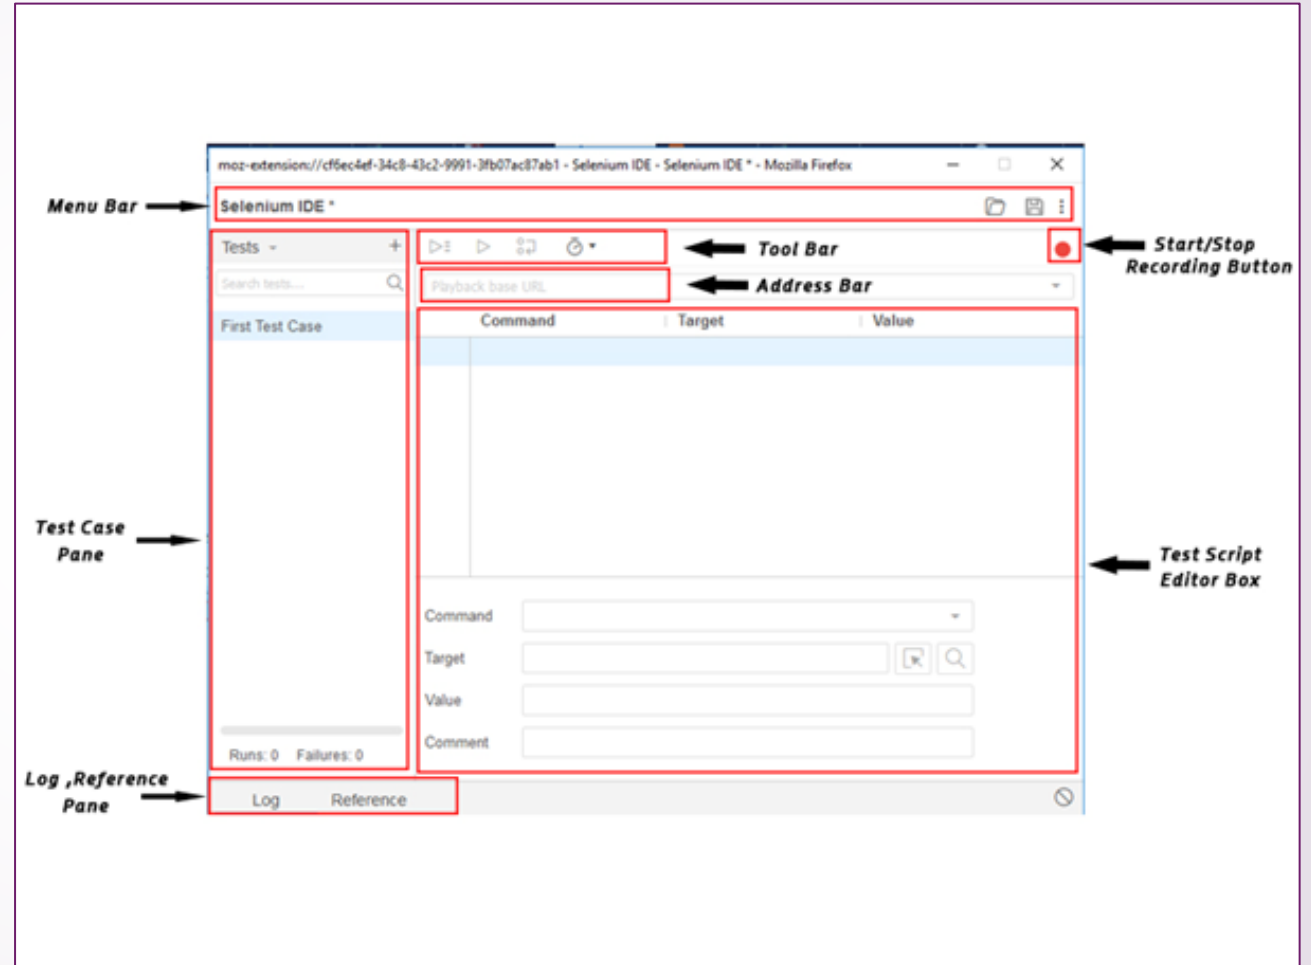 moz-extension://cf6ec4ef-34c8-43c2-9991-3fb07ac87ab1 - Selenium IDE - Selenium IDE * - Mozilla Firefox
Menu Bar
Selenium IDE *
Tests
Tool Bar
Start/Stop
Recording Button
Search tests...
Playback base URL
Address Bar
First Test Case
Command Target Value
Test Case
Pane
Test Script
Editor Box
Command
Target
Value
Comment
Runs: 0 Failures: 0
Log ,Reference
Pane
Log Reference